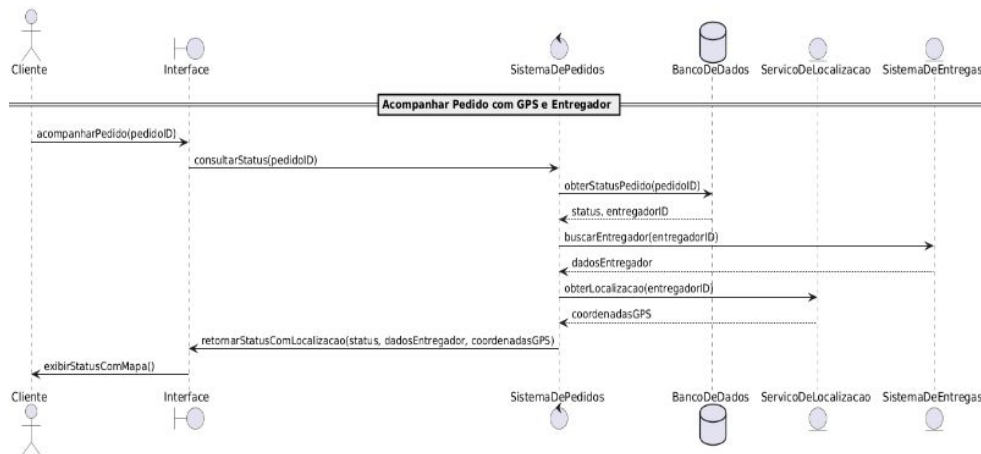 Cliente Interface SistemaDePedidos BancoDeDados ServicoDeLocalizacao SistemaDeEntregas
Acompanhar Pedido com GPS e Entregador
acompanharPedido(pedidoID)
consultarStatus(pedidoID)
obterStatusPedido(pedidoID)
status, entregadorID
buscarEntregador(entregadorID)
dadosEntregador
obterLocalizacao(entregadorID)
coordenadasGPS
retornarStatusComLocalizacao(status, dadosEntregador, coordenadasGPS)
exibirStatusComMapa()
Cliente Interface SistemaDePedidos BancoDeDados ServicoDeLocalizacao SistemaDeEntregas